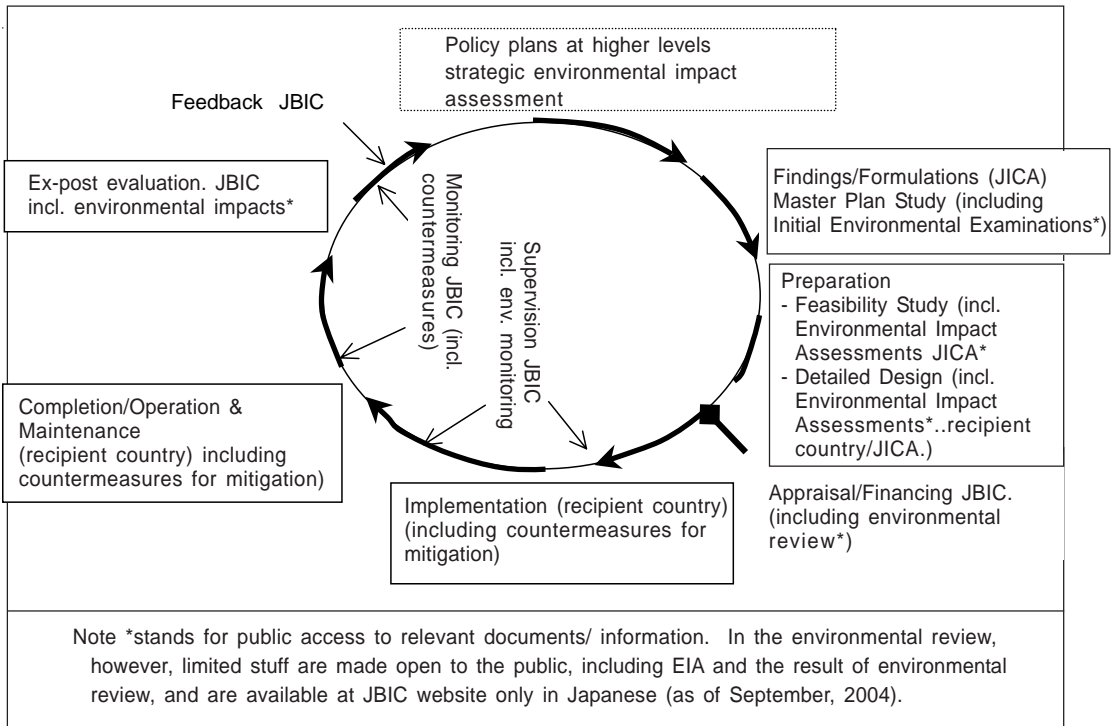 Policy plans at higher levels
strategic environmental impact
assessment
Feedback JBIC
Ex-post evaluation. JBIC
incl. environmental impacts*
Findings/Formulations (JICA)
Master Plan Study (including
Initial Environmental Examinations*)
Preparation
- Feasibility Study (incl.
Environmental Impact
Assessments JICA*
- Detailed Design (incl.
Environmental Impact
Assessments*..recipient
country/JICA.)
Monitoring JBIC (incl.
countermeasures)
Supervision JBIC
incl. env. monitoring
Completion/Operation &
Maintenance
(recipient country) including
countermeasures for mitigation)
Implementation (recipient country)
(including countermeasures for
mitigation)
Appraisal/Financing JBIC.
(including environmental
review*)
Note *stands for public access to relevant documents/ information. In the environmental review,
however, limited stuff are made open to the public, including EIA and the result of environmental
review, and are available at JBIC website only in Japanese (as of September, 2004).